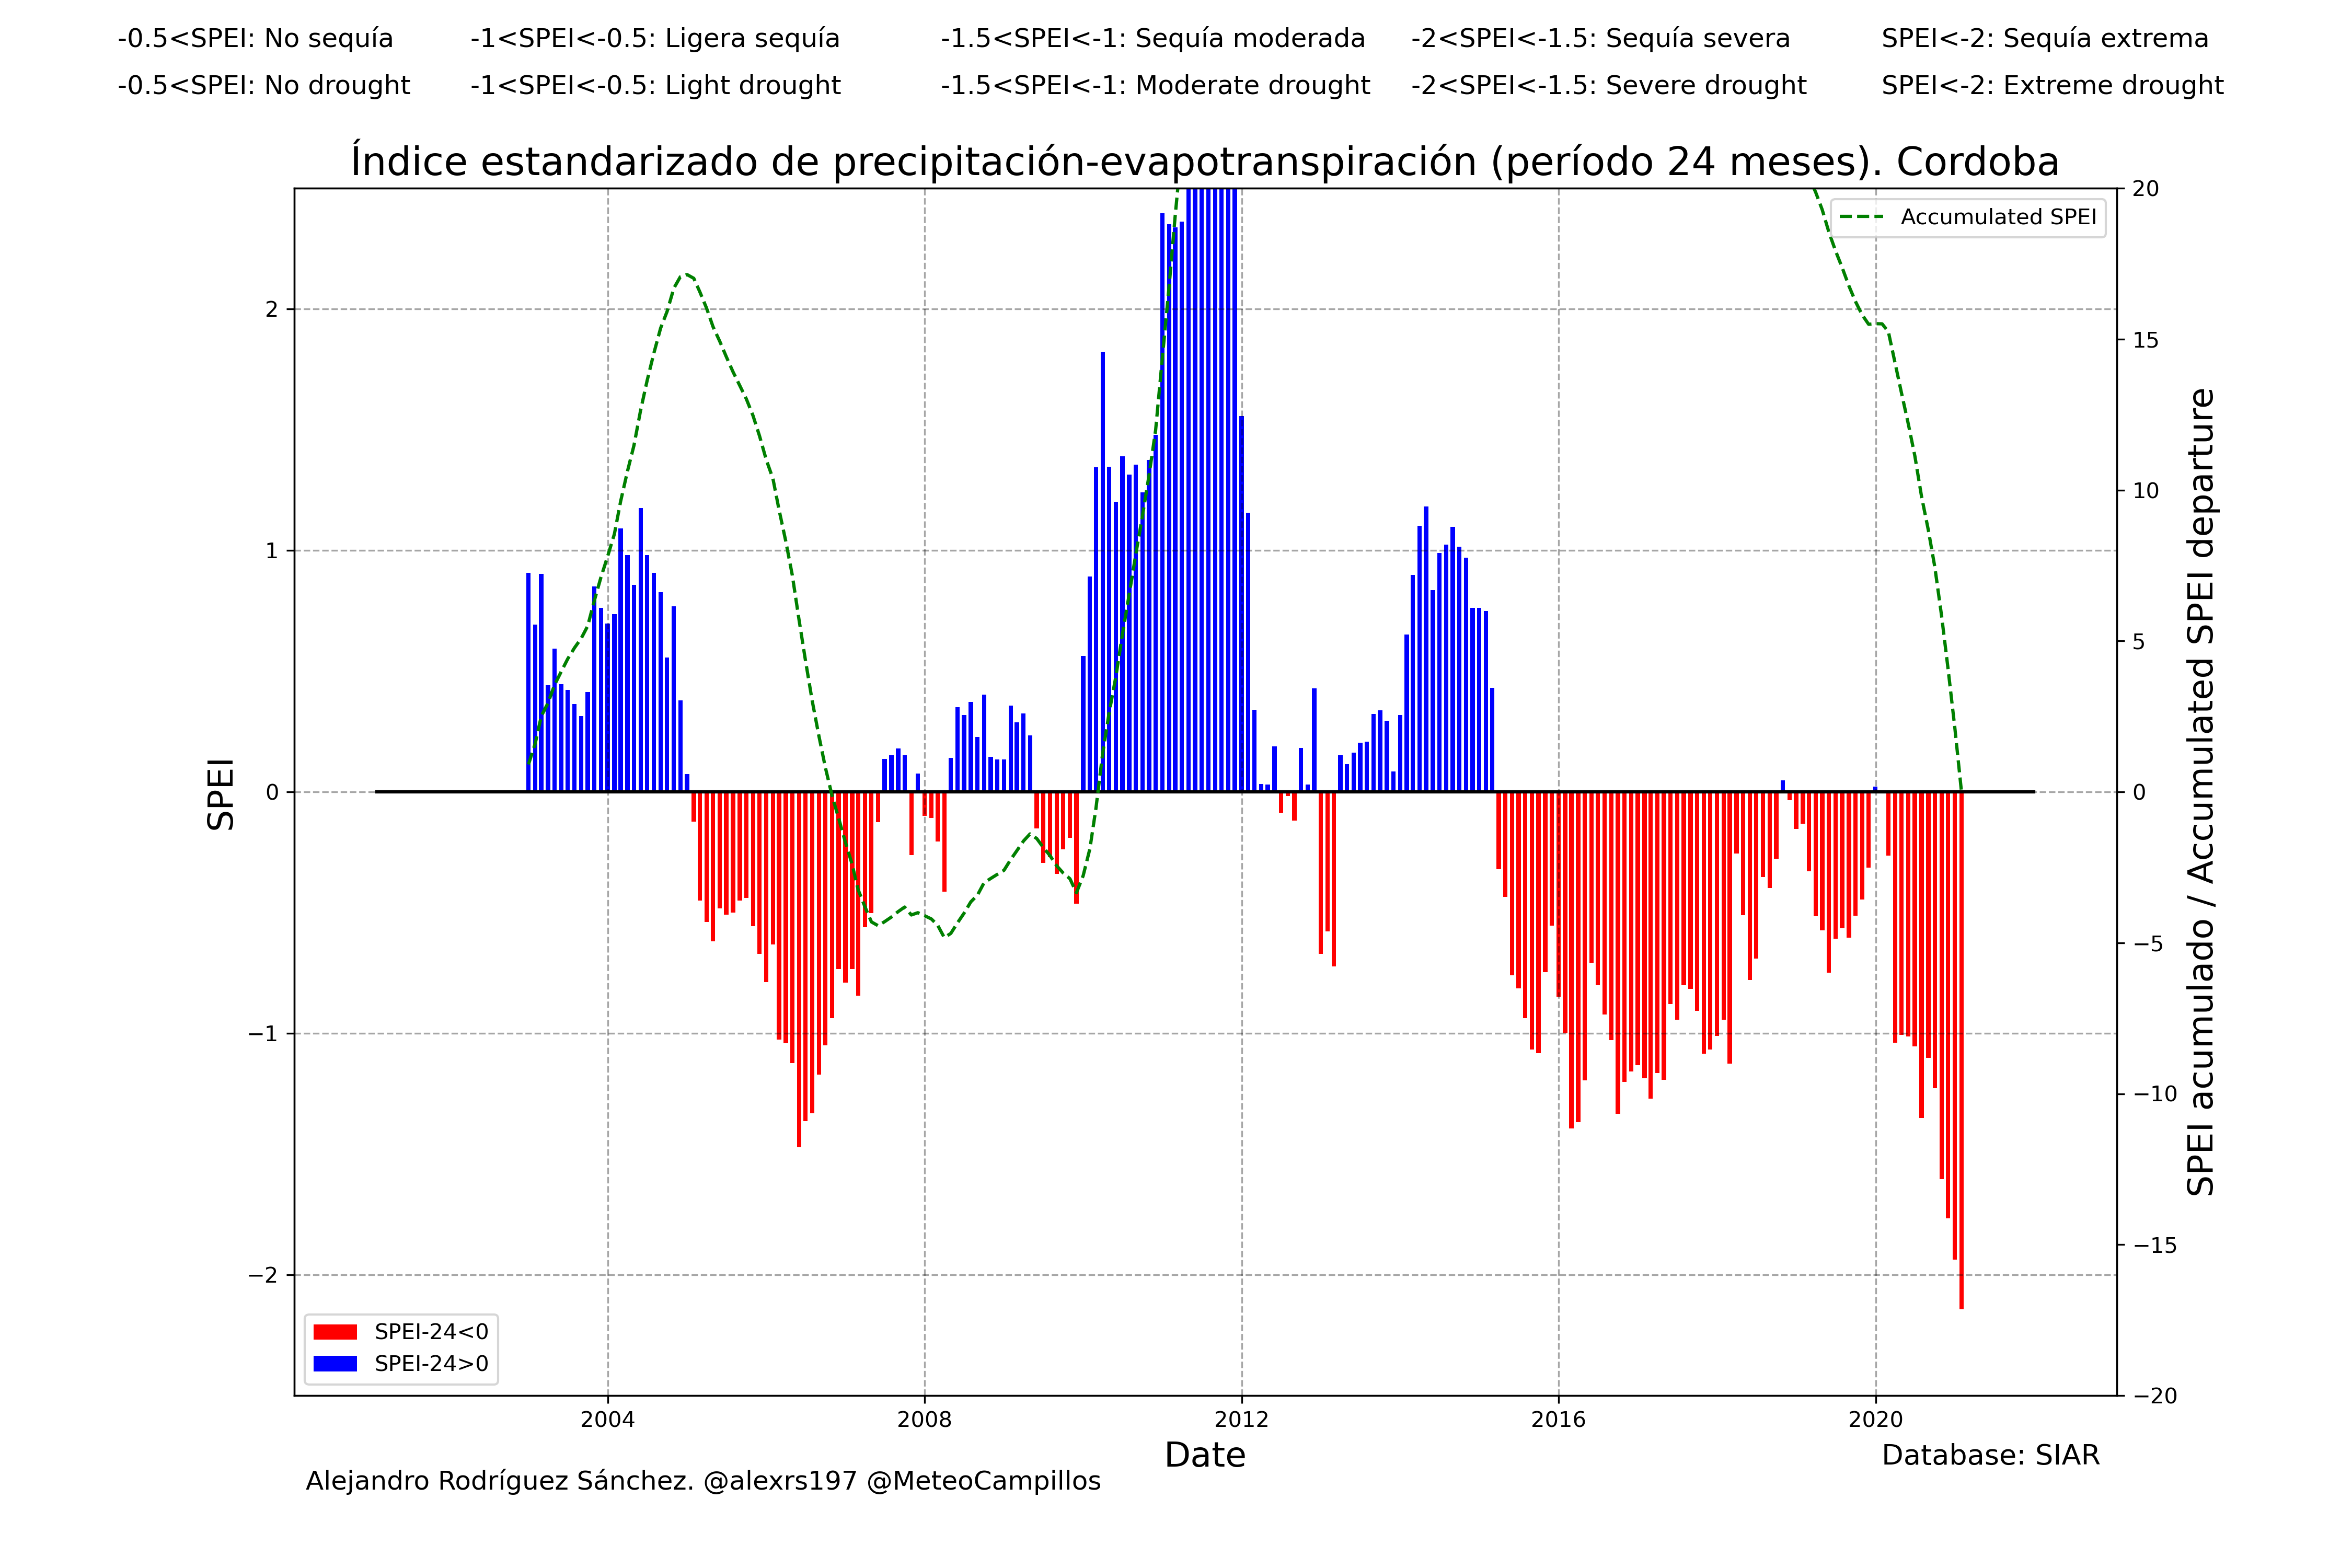 -0.5<SPEI: No sequía -1<SPEI<-0.5: Ligera sequía -1.5<SPEI<-1: Sequía moderada -2<SPEI<-1.5: Sequía severa SPEI<-2: Sequía extrema
-0.5<SPEI: No drought -1<SPEI<-0.5: Light drought -1.5<SPEI<-1: Moderate drought -2<SPEI<-1.5: Severe drought SPEI<-2: Extreme drought
Índice estandarizado de precipitación-evapotranspiración (período 24 meses). Cordoba
Accumulated SPEI
2
1
0
−1
−2
SPEI
20
15
10
5
0
−5
−10
−15
−20
SPEI acumulado / Accumulated SPEI departure
SPEI-24<0
SPEI-24>0
2004 2008 2012 2016 2020
Date
Database: SIAR
Alejandro Rodríguez Sánchez. @alexrs197 @MeteoCampillos